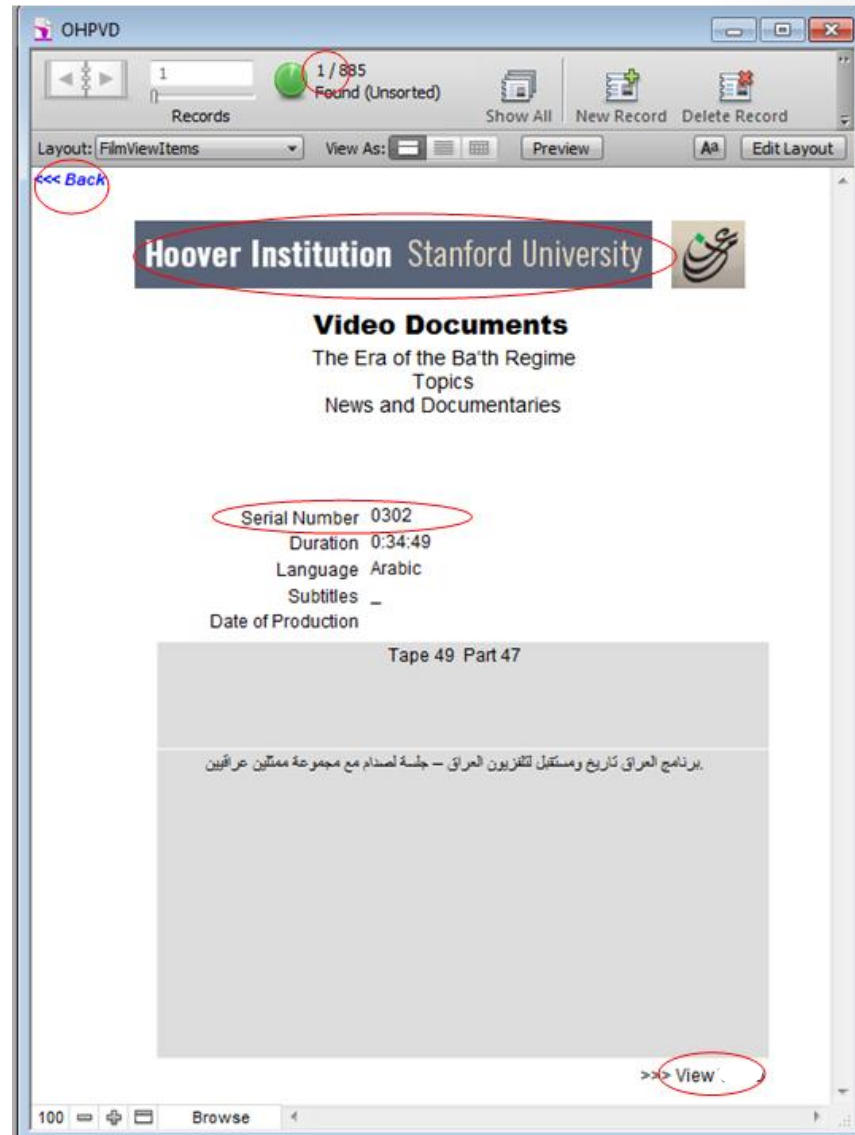 OHPVD
1
Records
1 / 885
Found (Unsorted)
Show All
New Record
Delete Record
Layout: FilmViewItems
View As:
Preview
Aa
Edit Layout
<<< Back
Hoover Institution Stanford University
Video Documents
The Era of the Ba'th Regime
Topics
News and Documentaries
Serial Number 0302
Duration 0:34:49
Language Arabic
Subtitles _
Date of Production
Tape 49 Part 47
برنامج العراق تاريخ ومستقبل لتلفزيون العراق – جلسة لصدام مع مجموعة ممثلين عراقيين.
>>> View
100
Browse